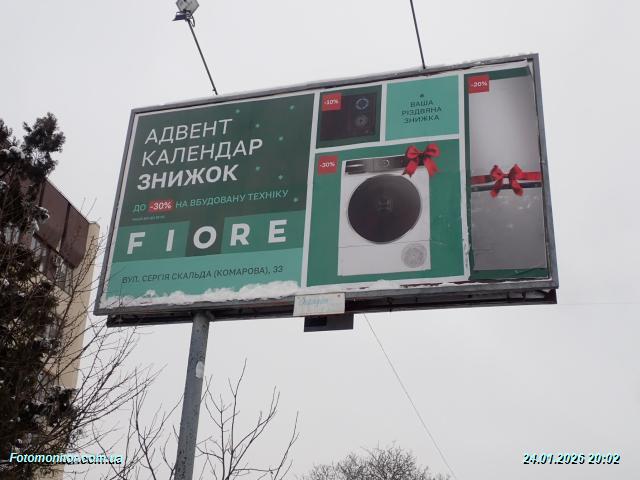 АДВЕНТ
КАЛЕНДАР
ЗНИЖОК
ДО -30% НА ВБУДОВАНУ ТЕХНІКУ
FIORE
ВУЛ. СЕРГІЯ СКАЛЬДА (КОМАРОВА), 33
-10%
ВАША
РІЗДВЯНА
ЗНИЖКА
-20%
-30%
Fotomonitor.com.ua
24.01.2026 20:02